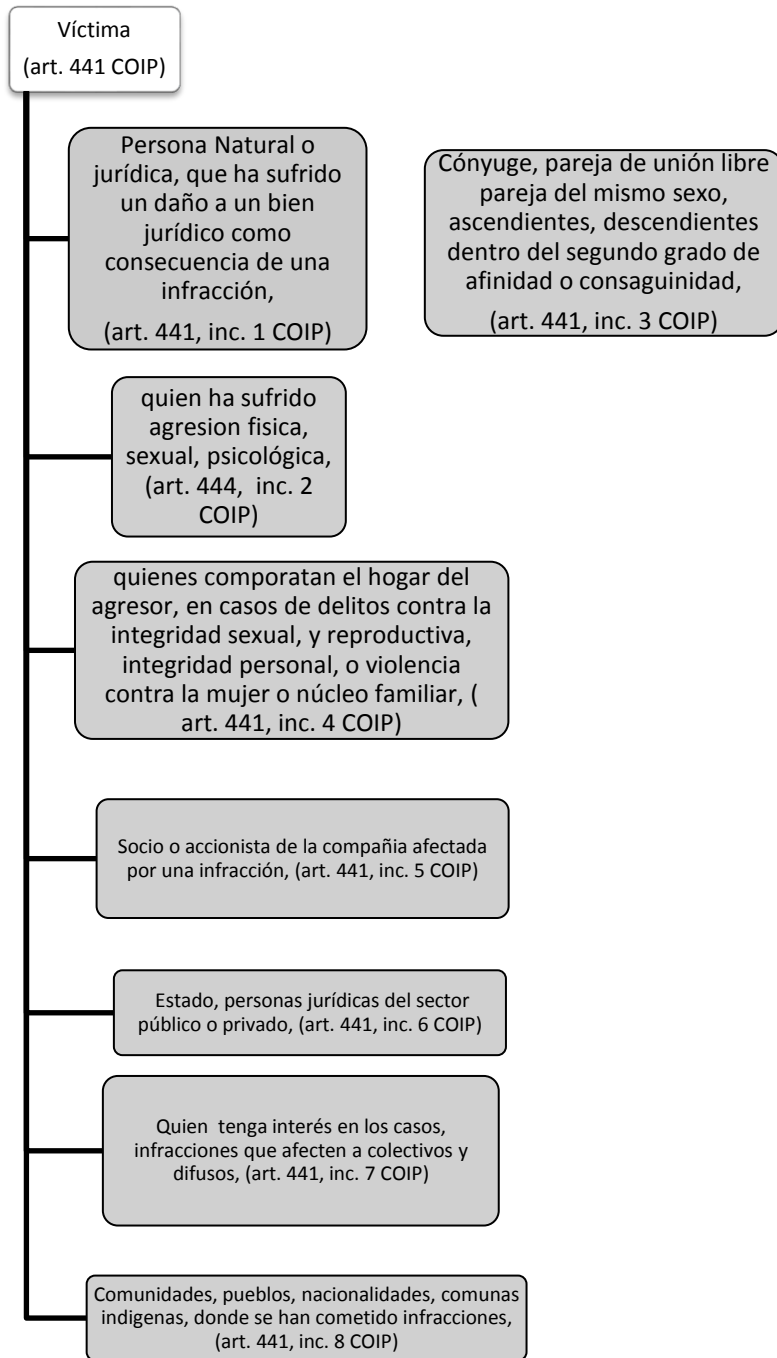 Víctima
(art. 441 COIP)
Persona Natural o
jurídica, que ha sufrido
un daño a un bien
jurídico como
consecuencia de una
infracción,
(art. 441, inc. 1 COIP)
Cónyuge, pareja de unión libre
pareja del mismo sexo,
ascendientes, descendientes
dentro del segundo grado de
afinidad o consaguinidad,
(art. 441, inc. 3 COIP)
quien ha sufrido
agresion fisica,
sexual, psicológica,
(art. 444, inc. 2
COIP)
quienes comporatan el hogar del
agresor, en casos de delitos contra la
integridad sexual, y reproductiva,
integridad personal, o violencia
contra la mujer o núcleo familiar, (
art. 441, inc. 4 COIP)
Socio o accionista de la compañia afectada
por una infracción, (art. 441, inc. 5 COIP)
Estado, personas jurídicas del sector
público o privado, (art. 441, inc. 6 COIP)
Quien tenga interés en los casos,
infracciones que afecten a colectivos y
difusos, (art. 441, inc. 7 COIP)
Comunidades, pueblos, nacionalidades, comunas
indigenas, donde se han cometido infracciones,
(art. 441, inc. 8 COIP)